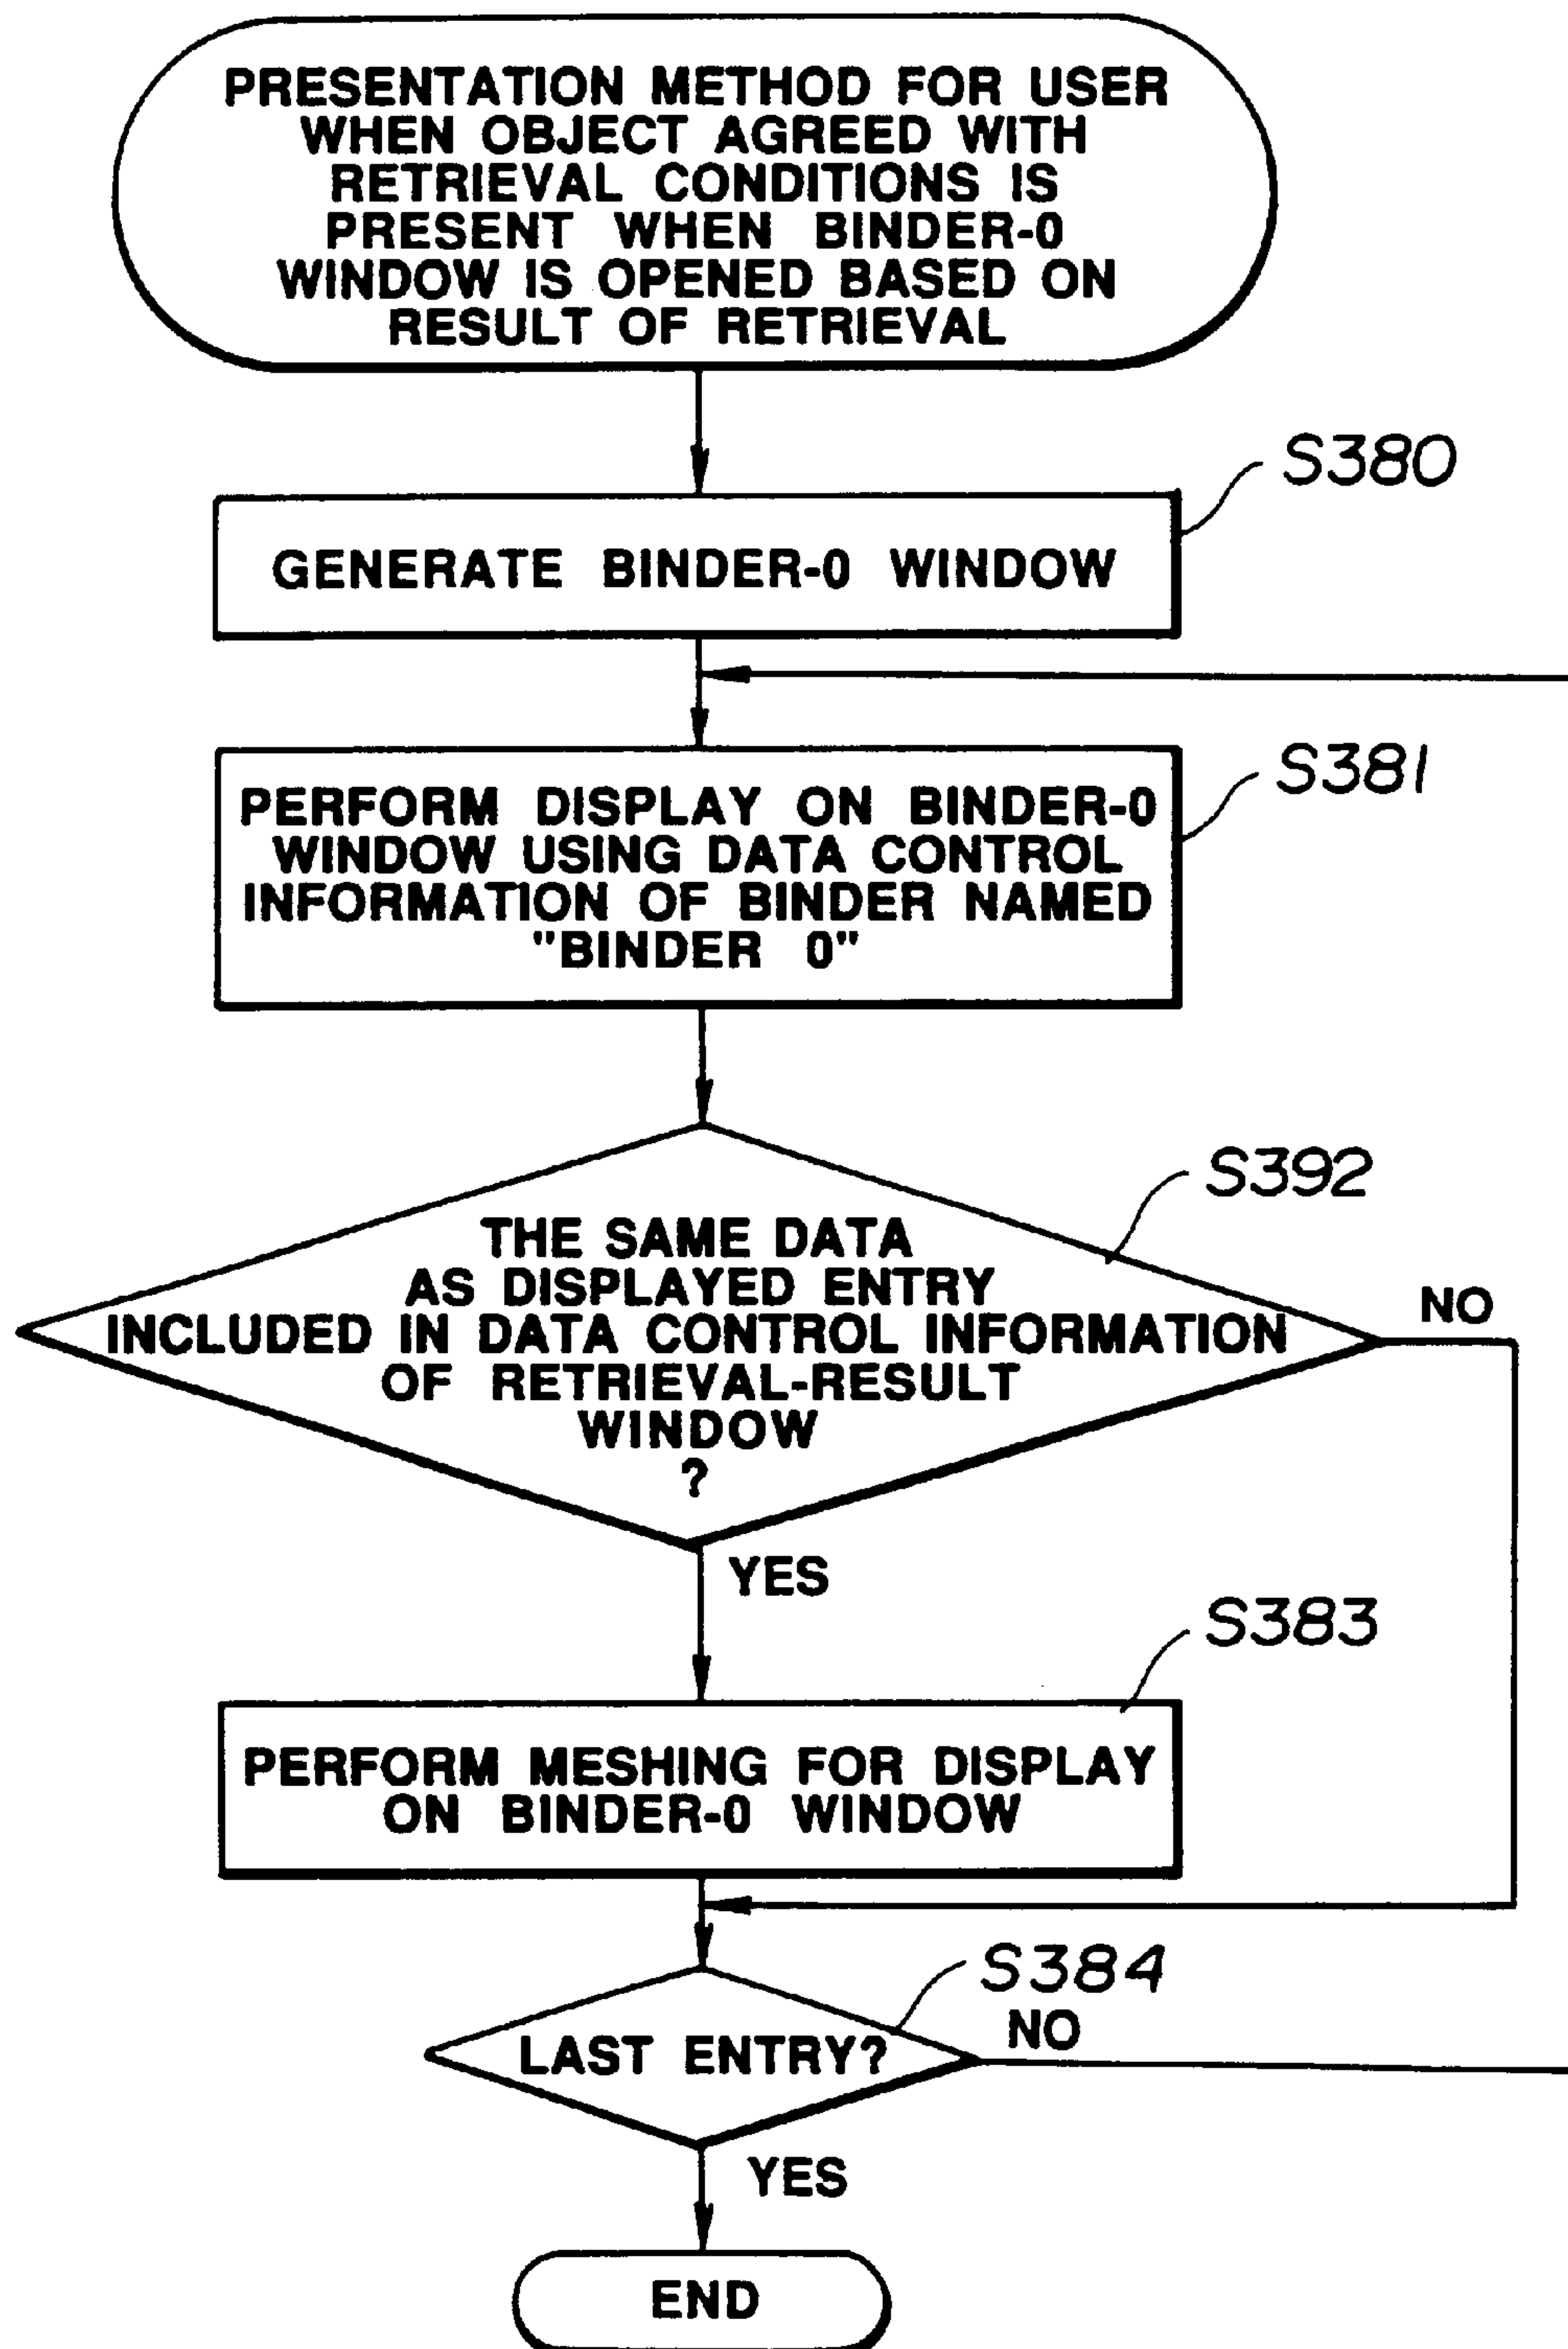 PRESENTATION METHOD FOR USER
WHEN OBJECT AGREED WITH
RETRIEVAL CONDITIONS IS
PRESENT WHEN BINDER-0
WINDOW IS OPENED BASED ON
RESULT OF RETRIEVAL
S380
GENERATE BINDER-0 WINDOW
S381
PERFORM DISPLAY ON BINDER-0
WINDOW USING DATA CONTROL
INFORMATION OF BINDER NAMED
"BINDER 0"
S392
THE SAME DATA
AS DISPLAYED ENTRY
INCLUDED IN DATA CONTROL INFORMATION
OF RETRIEVAL-RESULT
WINDOW
?
NO
YES
S383
PERFORM MESHING FOR DISPLAY
ON BINDER-0 WINDOW
S384
LAST ENTRY?
NO
YES
END